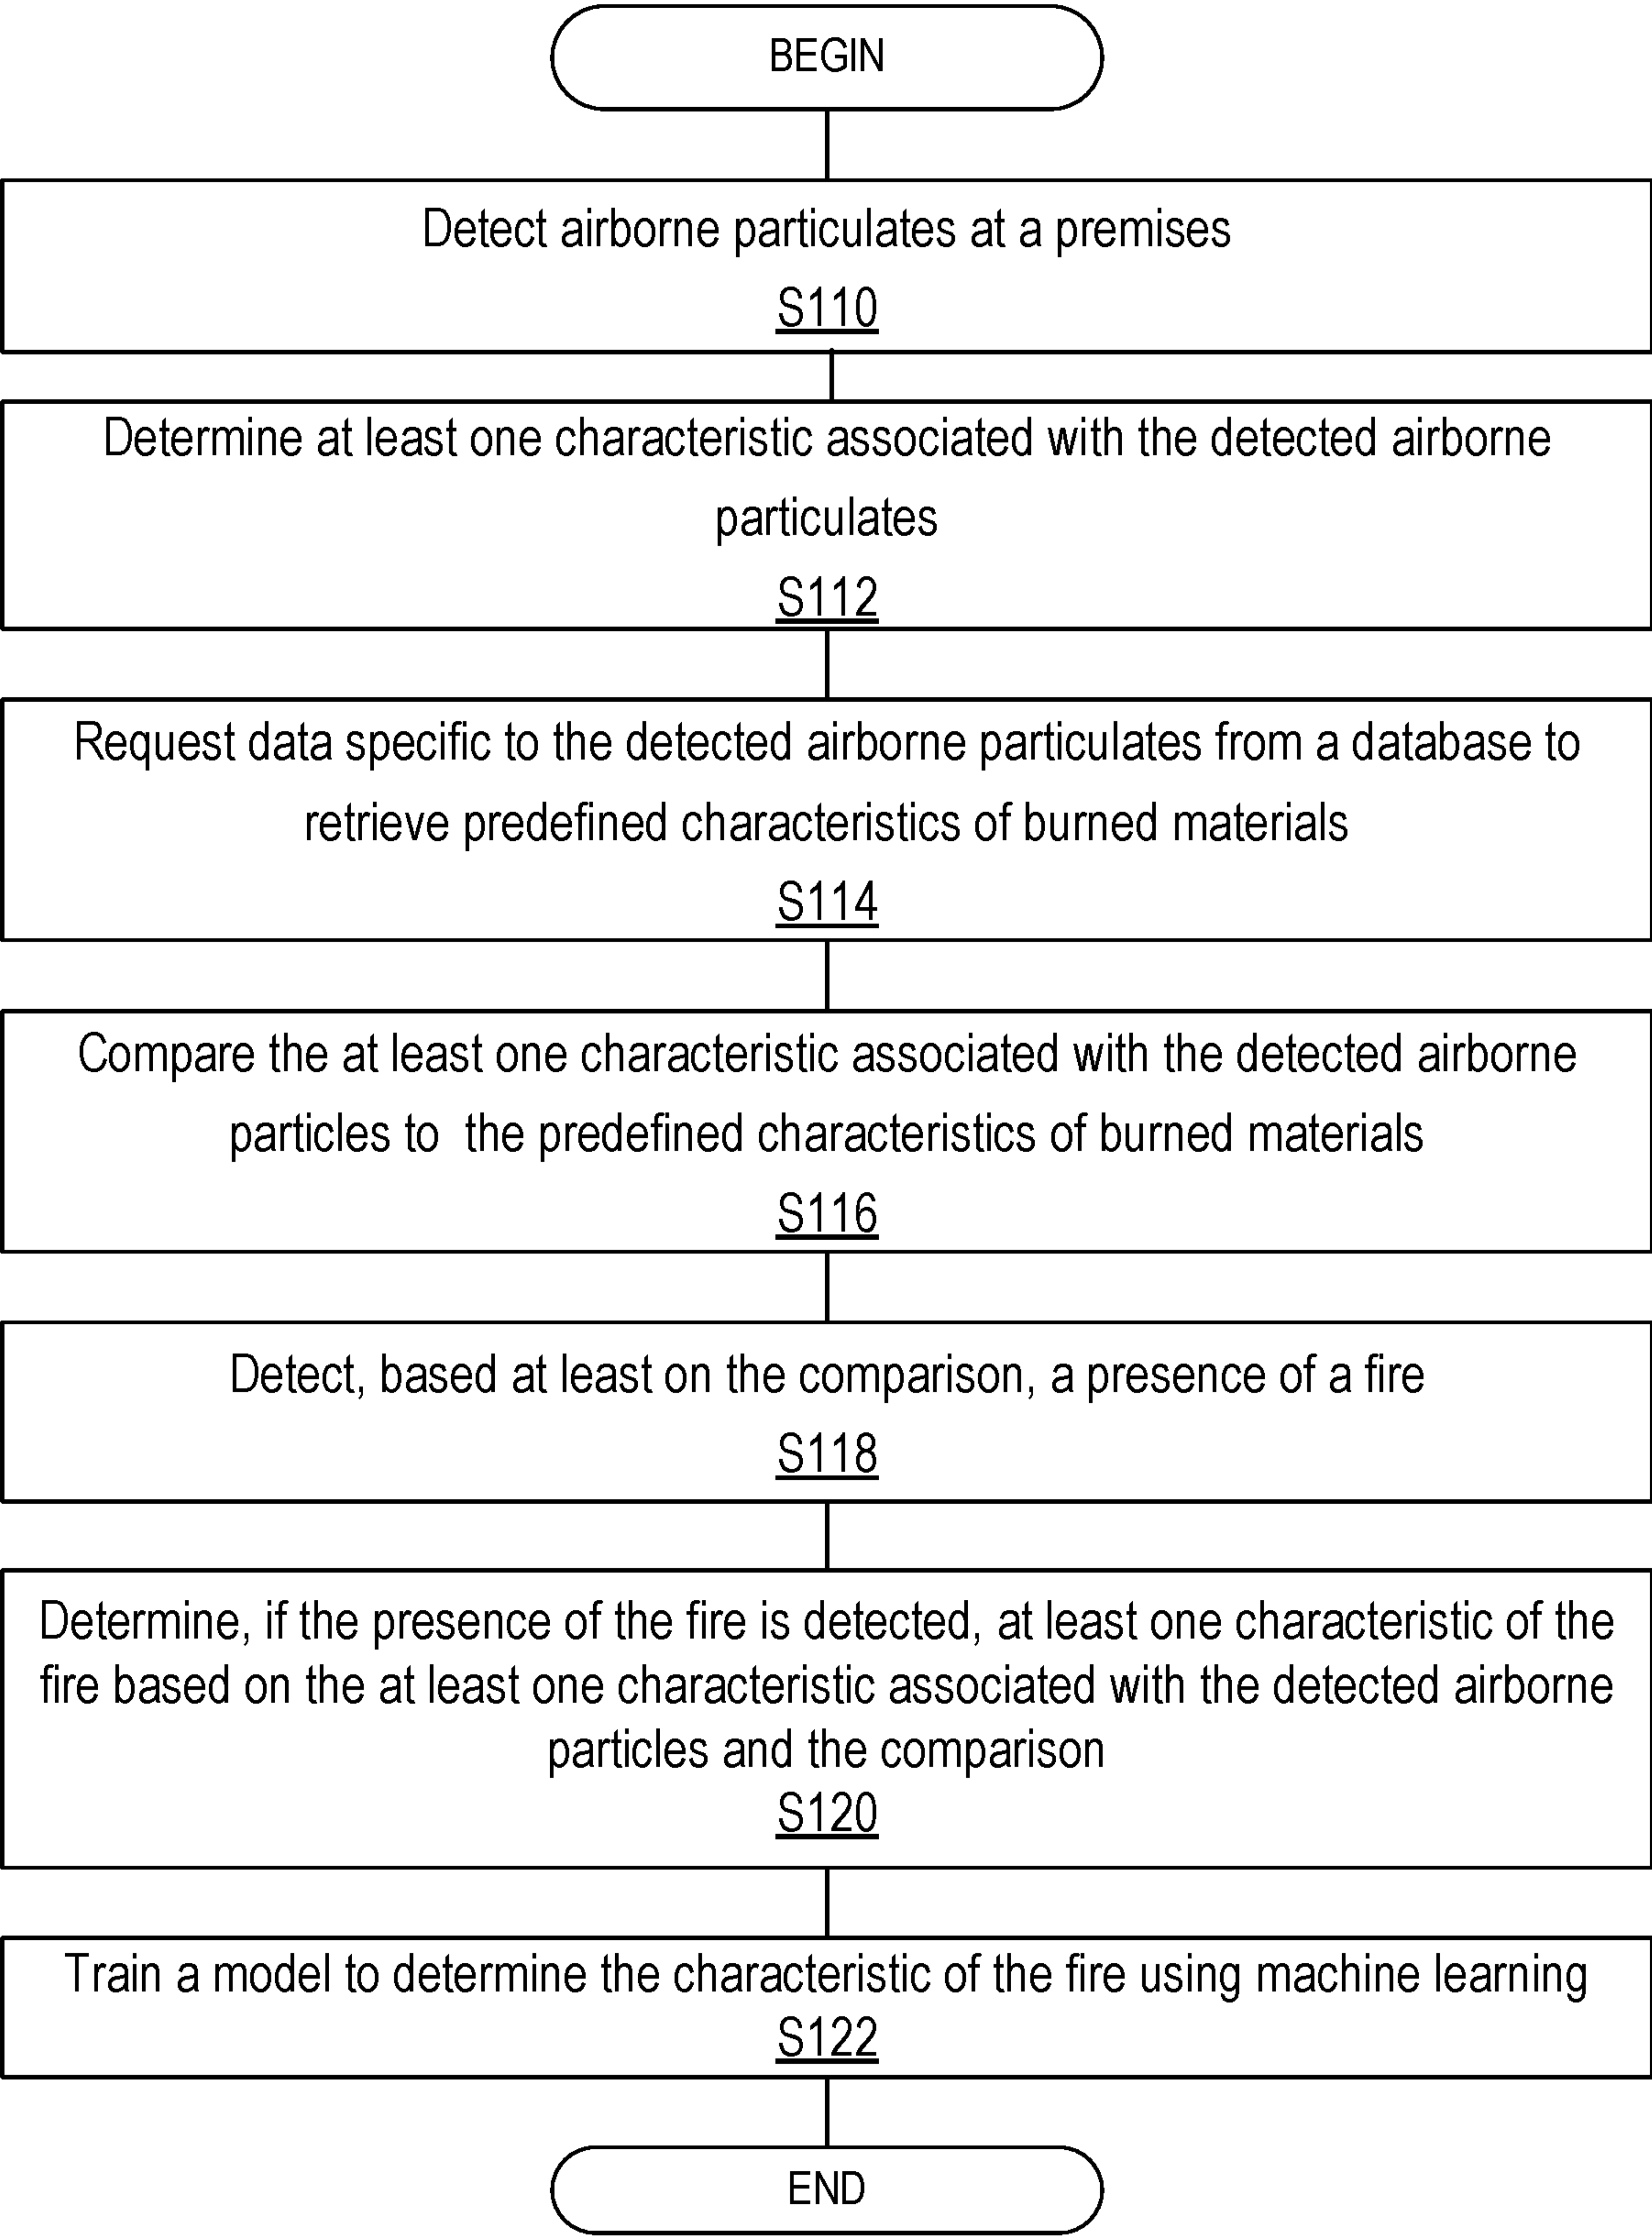 BEGIN
Detect airborne particulates at a premises
S110
Determine at least one characteristic associated with the detected airborne
particulates
S112
Request data specific to the detected airborne particulates from a database to
retrieve predefined characteristics of burned materials
S114
Compare the at least one characteristic associated with the detected airborne
particles to the predefined characteristics of burned materials
S116
Detect, based at least on the comparison, a presence of a fire
S118
Determine, if the presence of the fire is detected, at least one characteristic of the
fire based on the at least one characteristic associated with the detected airborne
particles and the comparison
S120
Train a model to determine the characteristic of the fire using machine learning
S122
END